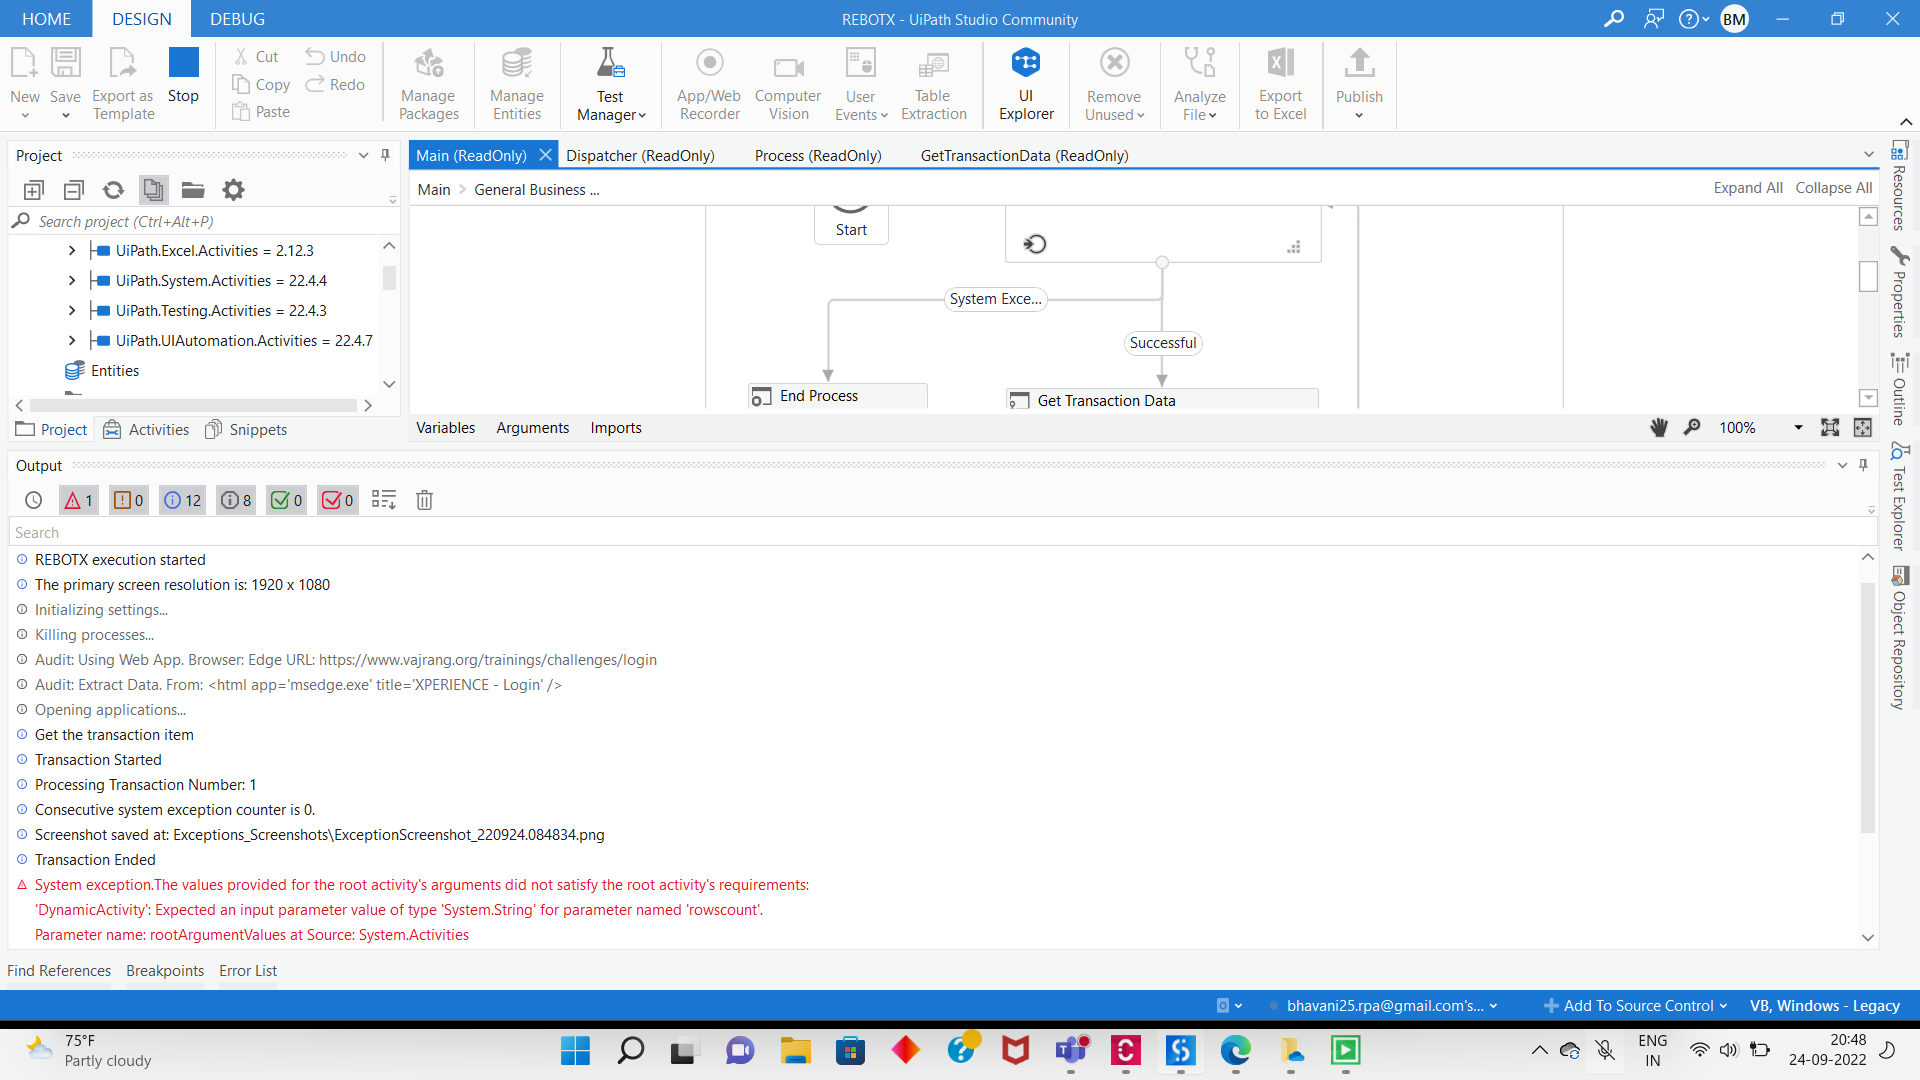 HOME DESIGN DEBUG REBOTX - UiPath Studio Community BM
New Save Export as Template Stop Cut Copy Paste Undo Redo Manage Packages Manage Entities Test Manager App/Web Recorder Computer Vision User Events Table Extraction UI Explorer Remove Unused Analyze File Export to Excel Publish
Project
Search project (Ctrl+Alt+P)
UiPath.Excel.Activities = 2.12.3
UiPath.System.Activities = 22.4.4
UiPath.Testing.Activities = 22.4.3
UiPath.UIAutomation.Activities = 22.4.7
Entities
Project Activities Snippets
Main (ReadOnly) Dispatcher (ReadOnly) Process (ReadOnly) GetTransactionData (ReadOnly)
Main > General Business ... Expand All Collapse All
Start
System Exce...
Successful
End Process
Get Transaction Data
Variables Arguments Imports 100%
Resources
Properties
Outline
Test Explorer
Object Repository
Output
1 0 12 8 0 0
Search
REBOTX execution started
The primary screen resolution is: 1920 x 1080
Initializing settings...
Killing processes...
Audit: Using Web App. Browser: Edge URL: https://www.vajrang.org/trainings/challenges/login
Audit: Extract Data. From: <html app='msedge.exe' title='XPERIENCE - Login' />
Opening applications...
Get the transaction item
Transaction Started
Processing Transaction Number: 1
Consecutive system exception counter is 0.
Screenshot saved at: Exceptions_Screenshots\ExceptionScreenshot_220924.084834.png
Transaction Ended
System exception.The values provided for the root activity's arguments did not satisfy the root activity's requirements:
'DynamicActivity': Expected an input parameter value of type 'System.String' for parameter named 'rowscount'.
Parameter name: rootArgumentValues at Source: System.Activities
Find References Breakpoints Error List
bhavani25.rpa@gmail.com's... Add To Source Control VB, Windows - Legacy
75°F
Partly cloudy
ENG
IN
20:48
24-09-2022